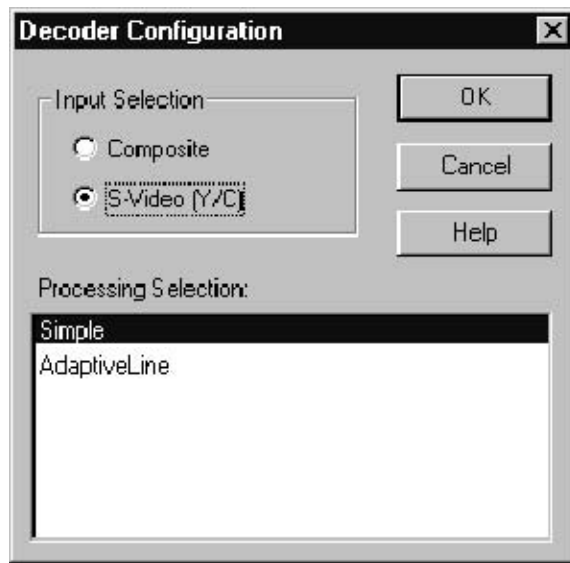 Decoder Configuration
Input Selection
Composite
S-Video (Y/C)
OK
Cancel
Help
Processing Selection:
Simple
AdaptiveLine